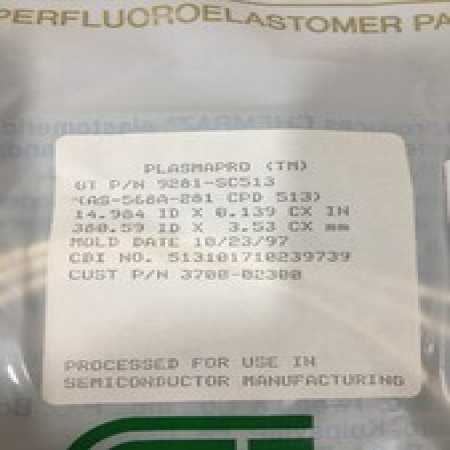 PERFLUOROELASTOMER PA
PLASMAPRO (TM)
GT P/N 9281-SC513
*(AS-568A-281 CPD 513)
14.984 ID X 0.139 CX IN
380.59 ID X 3.53 CX mm
MOLD DATE 10/23/97
CBI NO. 513101710239739
CUST P/N 3700-02300
PROCESSED FOR USE IN
SEMICONDUCTOR MANUFACTURING